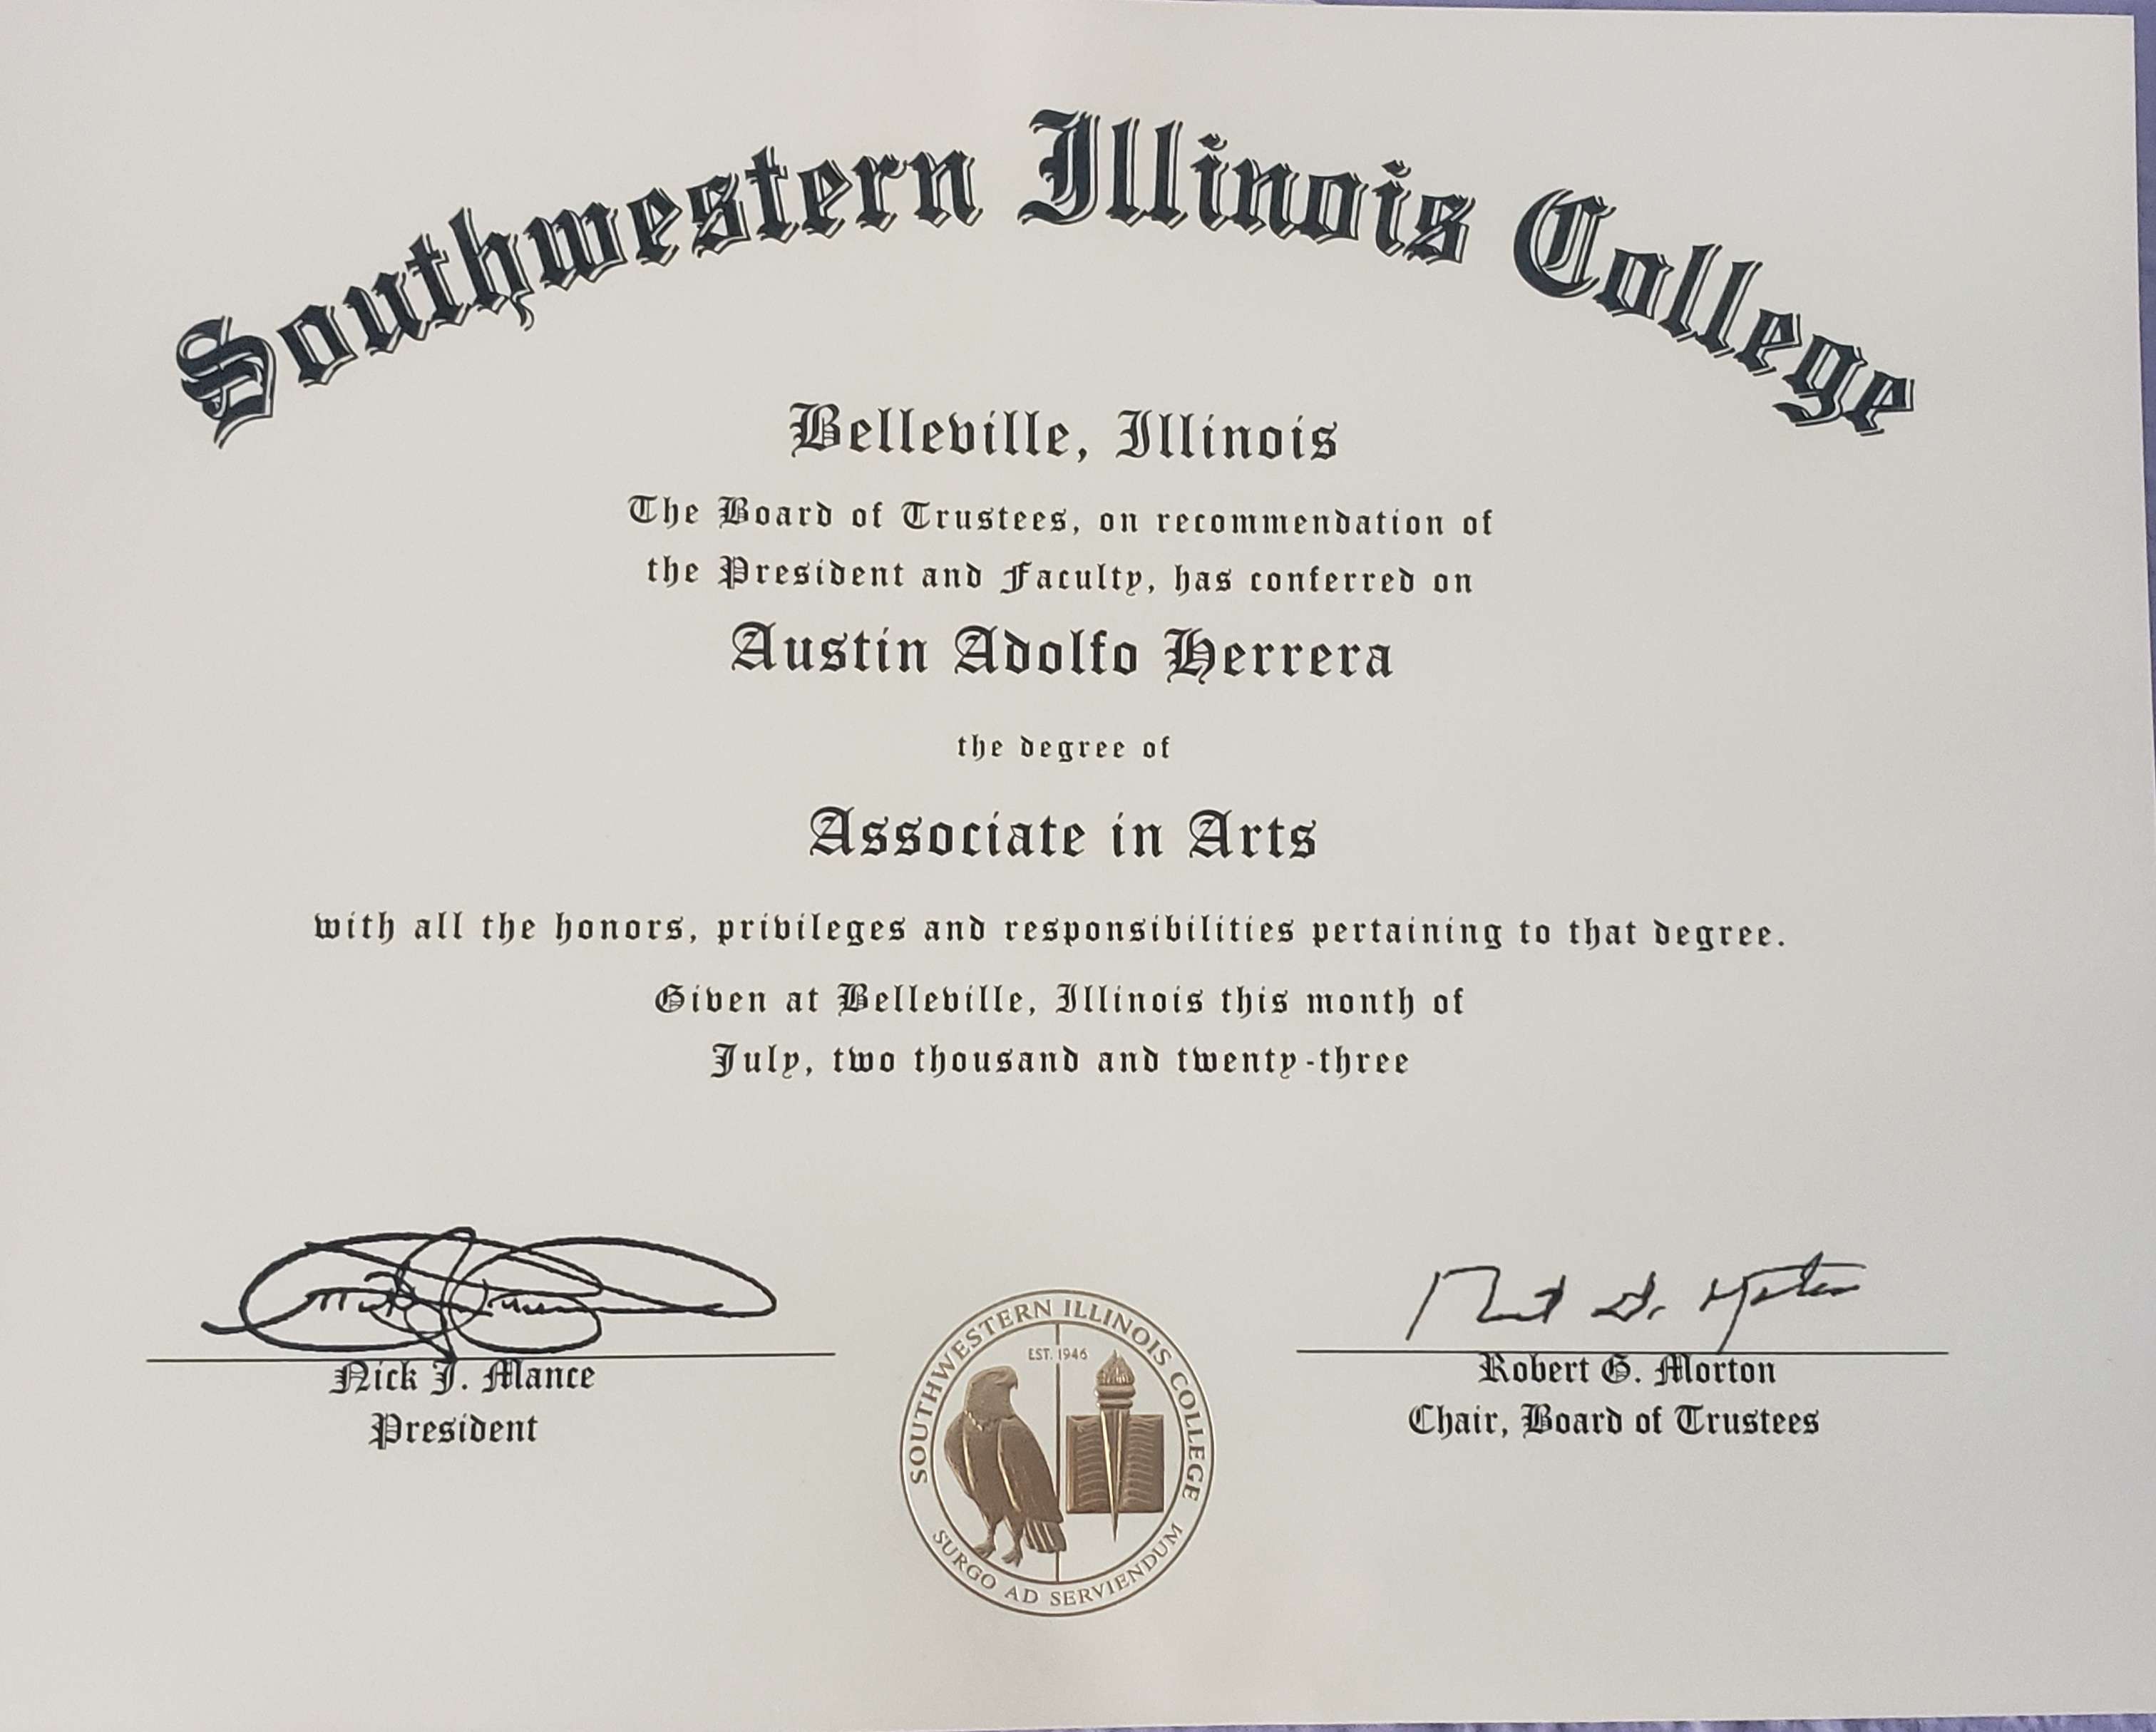 Southwestern Illinois College
Belleville, Illinois
The Board of Trustees, on recommendation of
the President and Faculty, has conferred on
Austin Adolfo Herrera
the degree of
Associate in Arts
with all the honors, privileges and responsibilities pertaining to that degree.
Given at Belleville, Illinois this month of
July, two thousand and twenty-three
Nick J. Mance
President
Robert G. Morton
Chair, Board of Trustees
SOUTHWESTERN ILLINOIS COLLEGE
EST. 1946
SURGO AD SERVIENDUM